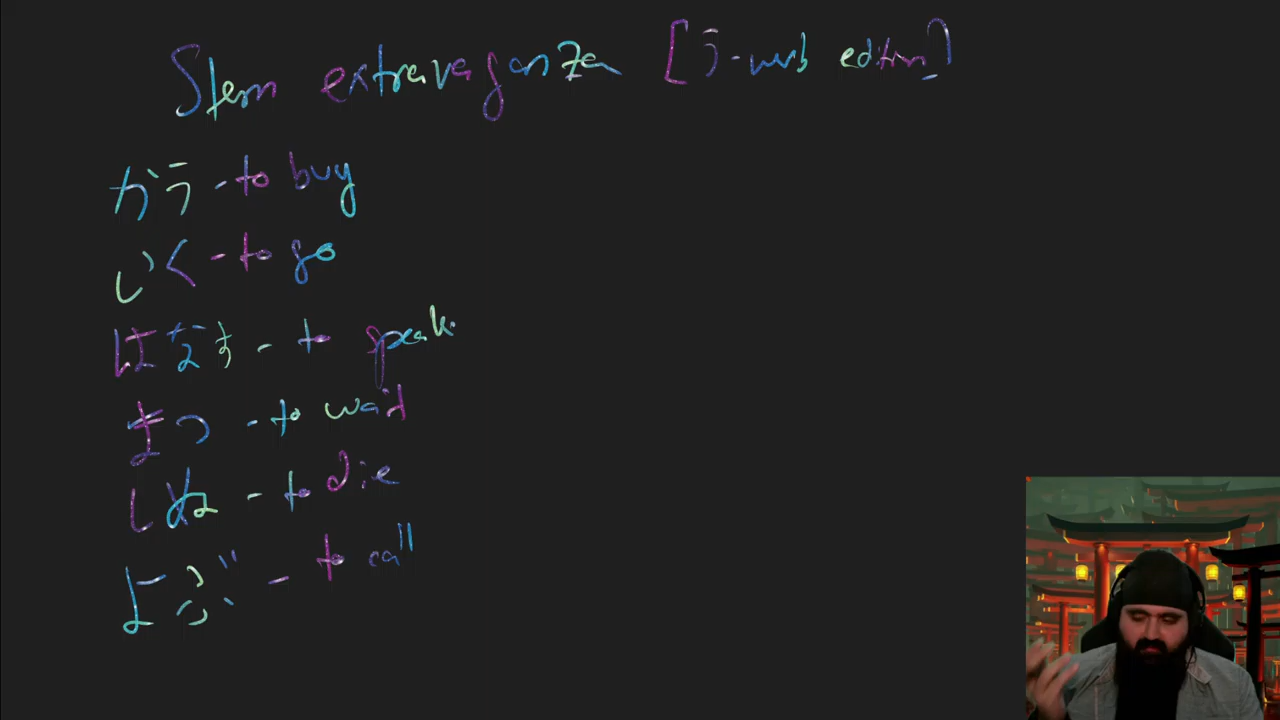 Stem extravaganza [う-verb edition]
かう - to buy
いく - to go
はなす - to speak
まつ - to wait
しぬ - to die
よぶ - to call